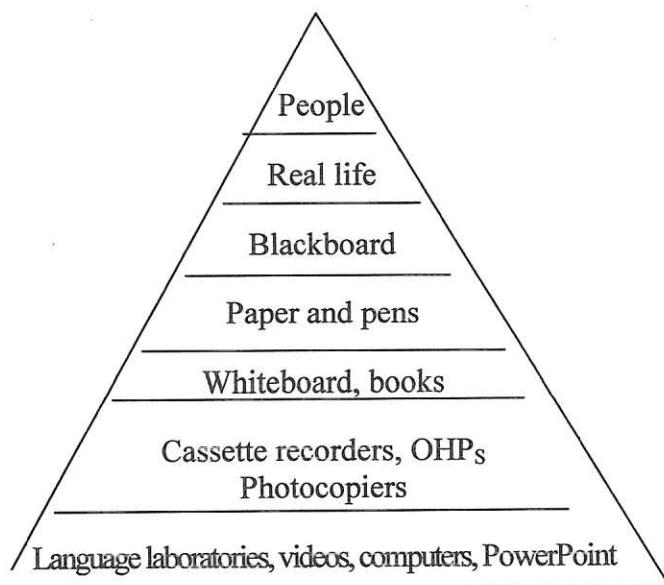 People
Real life
Blackboard
Paper and pens
Whiteboard, books
Cassette recorders, OHPs
Photocopiers
Language laboratories, videos, computers, PowerPoint